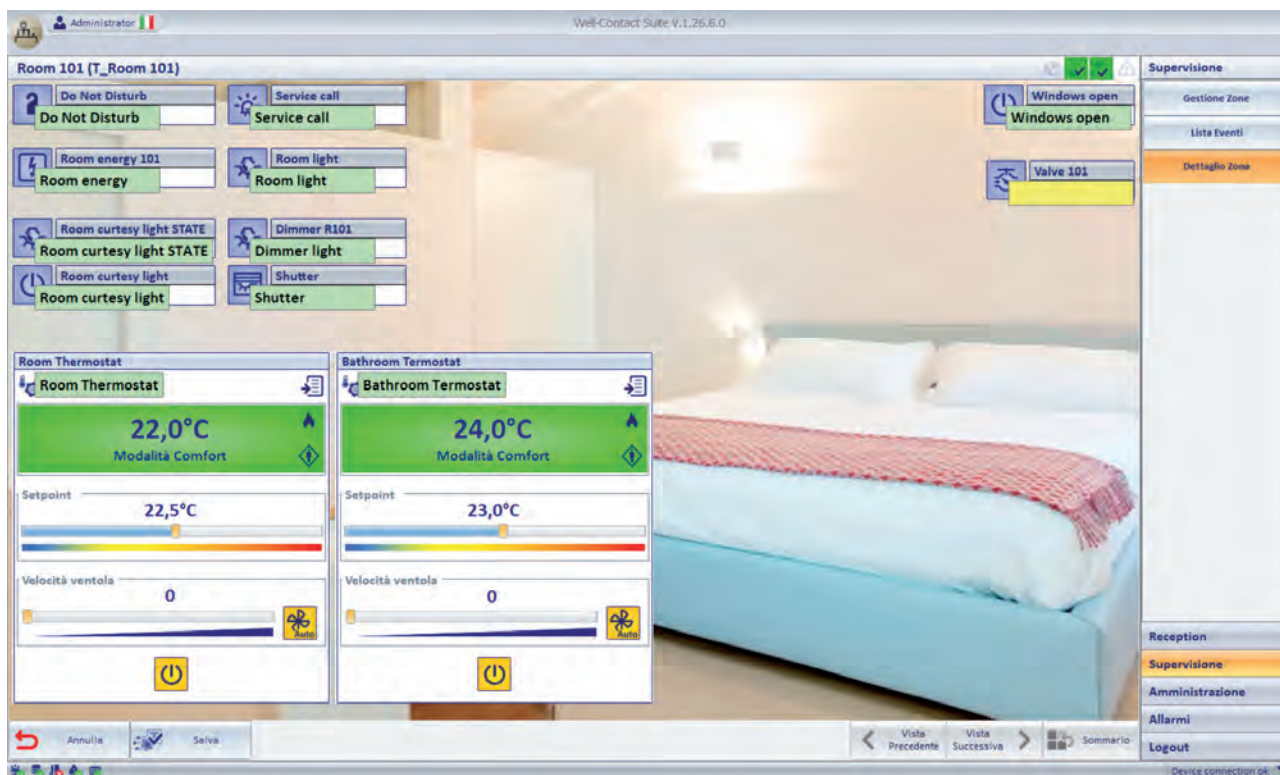 Administrator
Well-Contact Suite v.1.26.6.0
Room 101 (T_Room 101)
Supervisione
Do Not Disturb
Do Not Disturb
Service call
Service call
Windows open
Windows open
Gestione Zone
Lista Eventi
Dettaglio Zona
Room energy 101
Room energy
Room light
Room light
Valve 101
Room curtesy light STATE
Room curtesy light STATE
Dimmer R101
Dimmer light
Room curtesy light
Room curtesy light
Shutter
Shutter
Room Thermostat
Room Thermostat
22,0°C
Modalità Comfort
Setpoint
22,5°C
Velocità ventola
0
Auto
Bathroom Termostat
Bathroom Termostat
24,0°C
Modalità Comfort
Setpoint
23,0°C
Velocità ventola
0
Auto
Reception
Supervisione
Amministrazione
Allarmi
Logout
Annulla
Salva
Vista Precedente
Vista Successiva
Sommario
Device connection ok